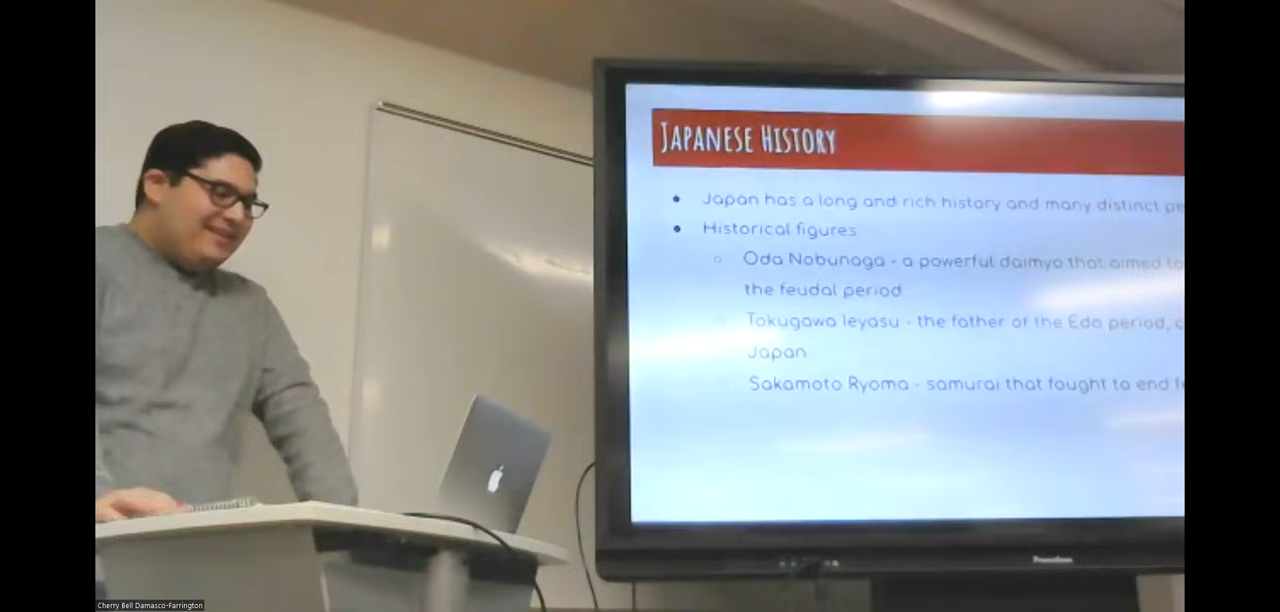 JAPANESE HISTORY
Japan has a long and rich history and many distinct pe
Historical figures
Oda Nobunaga - a powerful daimyo that aimed to
the feudal period
Tokugawa Ieyasu - the father of the Edo period, c
Japan
Sakamoto Ryoma - samurai that fought to end fe
Promethean
Cherry Bell Damasco-Farrington